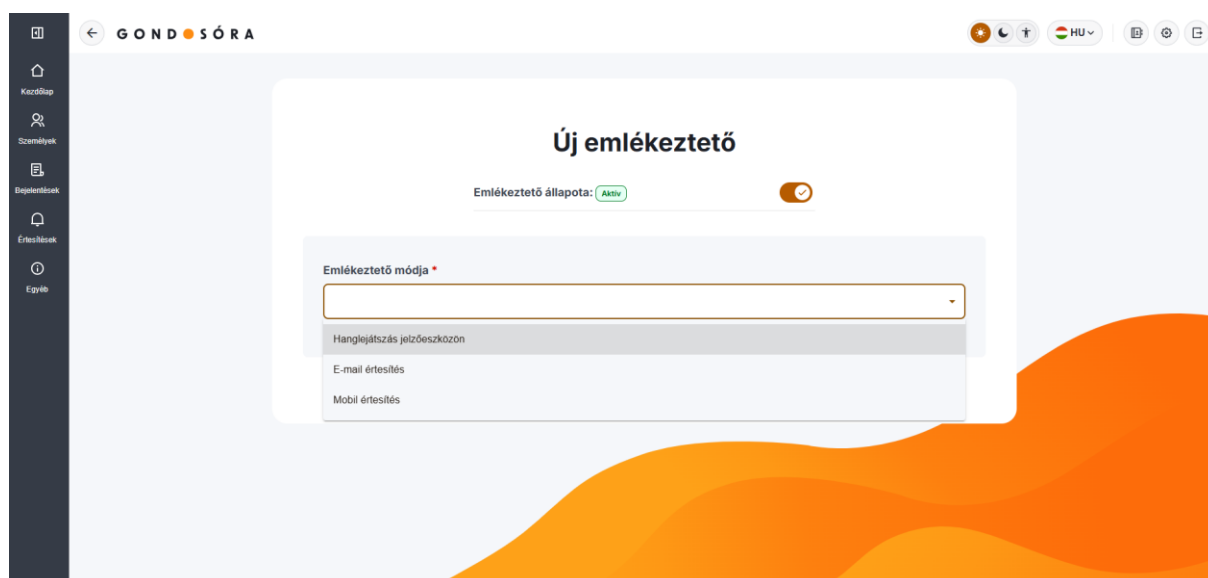 GONDOSÓRA
HU
Kezdőlap
Személyek
Bejelentések
Értesítések
Egyéb
Új emlékeztető
Emlékeztető állapota: Aktív
Emlékeztető módja *
Hanglejátszás jelzőeszközön
E-mail értesítés
Mobil értesítés